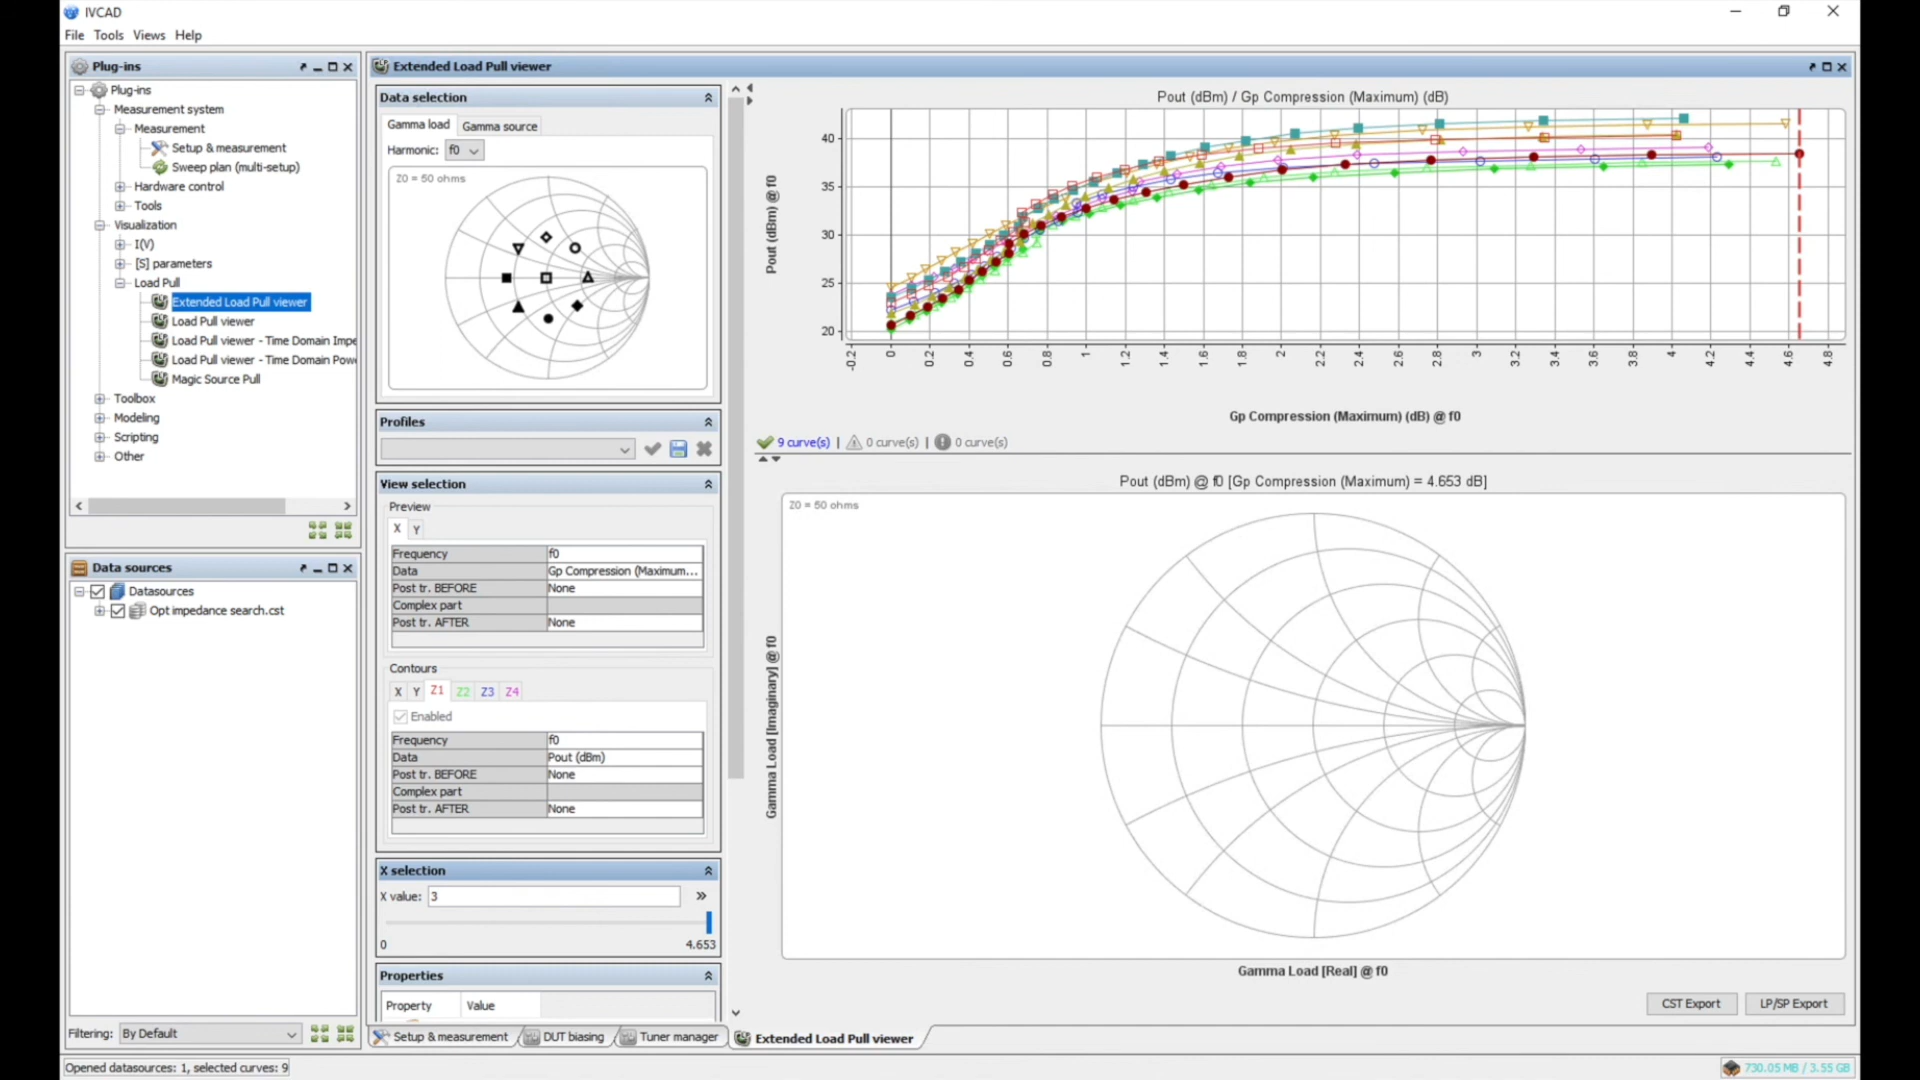 IVCAD
File Tools Views Help
Plug-ins
Plug-ins
Measurement system
Measurement
Setup & measurement
Sweep plan (multi-setup)
Hardware control
Tools
Visualization
I(V)
[S] parameters
Load Pull
Extended Load Pull viewer
Load Pull viewer
Load Pull viewer - Time Domain Impe
Load Pull viewer - Time Domain Pow
Magic Source Pull
Toolbox
Modeling
Scripting
Other
Data sources
Datasources
Opt impedance search.cst
Filtering: By Default
Opened datasources: 1, selected curves: 9
Extended Load Pull viewer
Data selection
Gamma load Gamma source
Harmonic: f0
Z0 = 50 ohms
Profiles
View selection
Preview
X Y
Frequency f0
Data Gp Compression (Maximum...
Post tr. BEFORE None
Complex part
Post tr. AFTER None
Contours
X Y Z1 Z2 Z3 Z4
Enabled
Frequency f0
Data Pout (dBm)
Post tr. BEFORE None
Complex part
Post tr. AFTER None
X selection
X value: 3
0 4.653
Properties
Property Value
Pout (dBm) / Gp Compression (Maximum) (dB)
Pout (dBm) @ f0
40
35
30
25
20
-0.2 0 0.2 0.4 0.6 0.8 1 1.2 1.4 1.6 1.8 2 2.2 2.4 2.6 2.8 3 3.2 3.4 3.6 3.8 4 4.2 4.4 4.6 4.8
Gp Compression (Maximum) (dB) @ f0
9 curve(s) | 0 curve(s) | 0 curve(s)
Pout (dBm) @ f0 [Gp Compression (Maximum) = 4.653 dB]
Z0 = 50 ohms
Gamma Load [Imaginary] @ f0
Gamma Load [Real] @ f0
CST Export LP/SP Export
Setup & measurement DUT biasing Tuner manager Extended Load Pull viewer
730.05 MB / 3.55 GB